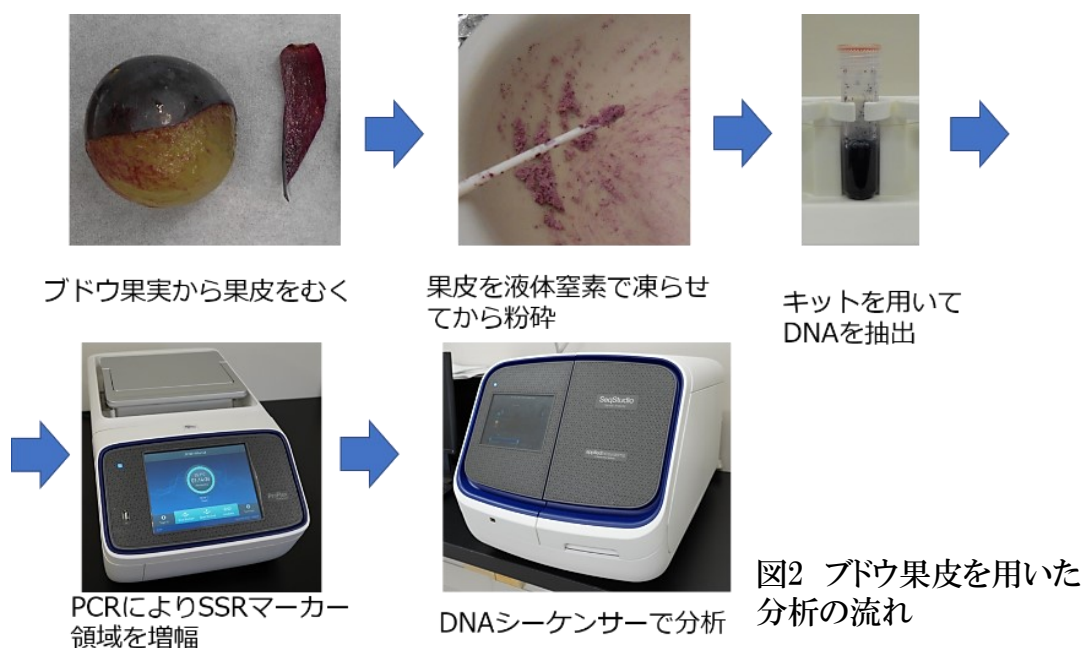 ブドウ果実から果皮をむく
果皮を液体窒素で凍らせ
てから粉砕
キットを用いて
DNAを抽出
PCRによりSSRマーカー
領域を増幅
SeqStudio
DNAシーケンサーで分析
図2 ブドウ果皮を用いた
分析の流れ